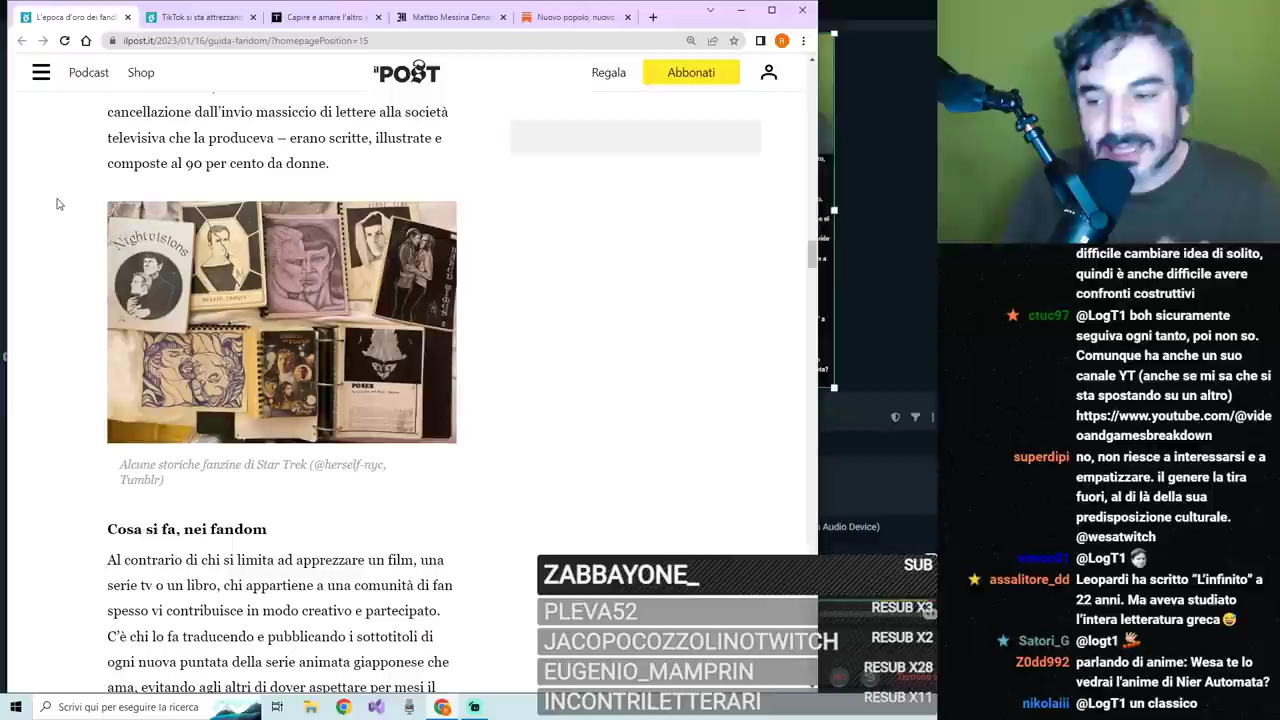 L'epoca d'oro dei fand
TikTok si sta attrezzand
Capire e amare l'altro e
Matteo Messina Dena
Nuovo popolo, nuovo
ilpost.it/2023/01/16/guida-fandom/?homepagePosition=15
Podcast
Shop
il POST
Regala
Abbonati
cancellazione dall'invio massiccio di lettere alla società
televisiva che la produceva – erano scritte, illustrate e
composte al 90 per cento da donne.
Nightvisions
POSES
Alcune storiche fanzine di Star Trek (@herself-nyc,
Tumblr)
Cosa si fa, nei fandom
Al contrario di chi si limita ad apprezzare un film, una
serie tv o un libro, chi appartiene a una comunità di fan
spesso vi contribuisce in modo creativo e partecipato.
C'è chi lo fa traducendo e pubblicando i sottotitoli di
ogni nuova puntata della serie animata giapponese che
ama, evitando agli altri di dover aspettare per mesi il
Scrivi qui per eseguire la ricerca
n Audio Device)
ZABBAYONE_ SUB
PLEVA52 RESUB X3
JACOPOCOZZOLINOTWITCH RESUB X2
EUGENIO_MAMPRIN RESUB X28
INCONTRILETTERARI RESUB X11
difficile cambiare idea di solito,
quindi è anche difficile avere
confronti costruttivi
ctuc97 @LogT1 boh sicuramente
seguiva ogni tanto, poi non so.
Comunque ha anche un suo
canale YT (anche se mi sa che si
sta spostando su un altro)
https://www.youtube.com/@vide
oandgamesbreakdown
superdipi no, non riesce a interessarsi e a
empatizzare. il genere la tira
fuori, al di là della sua
predisposizione culturale.
@wesatwitch
@LogT1
assalitore_dd Leopardi ha scritto “L'infinito” a
22 anni. Ma aveva studiato
l'intera letteratura greca 😅
Satori_G @logt1
Z0dd992 parlando di anime: Wesa te lo
vedrai l'anime di Nier Automata?
nikolaiii @LogT1 un classico